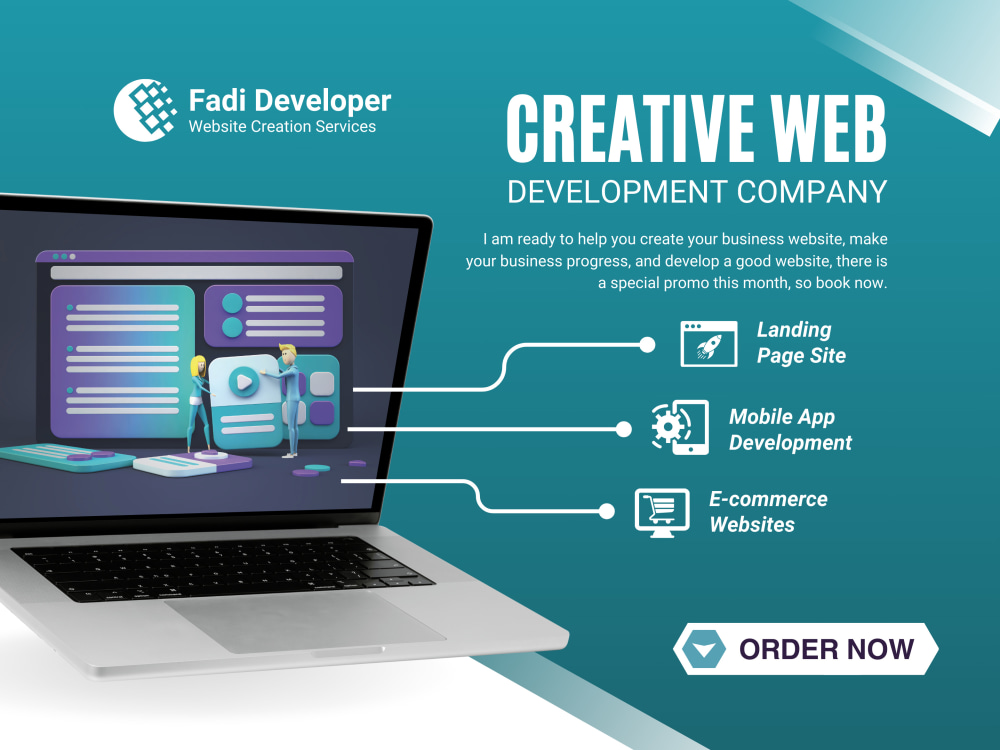 Fadi Developer
Website Creation Services
CREATIVE WEB
DEVELOPMENT COMPANY
I am ready to help you create your business website, make
your business progress, and develop a good website, there is
a special promo this month, so book now.
Landing
Page Site
Mobile App
Development
E-commerce
Websites
ORDER NOW